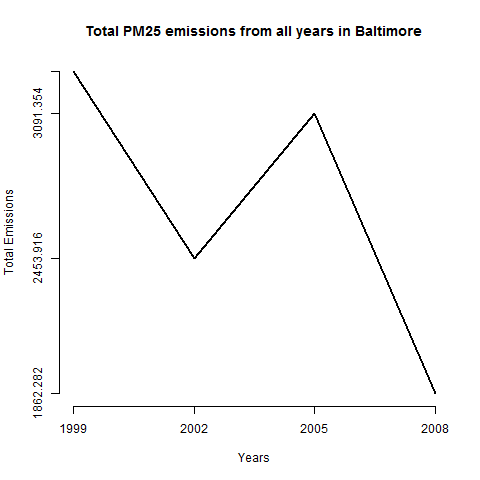 Total PM25 emissions from all years in Baltimore
3091.354
2453.916
1862.282
Total Emissions
1999 2002 2005 2008
Years